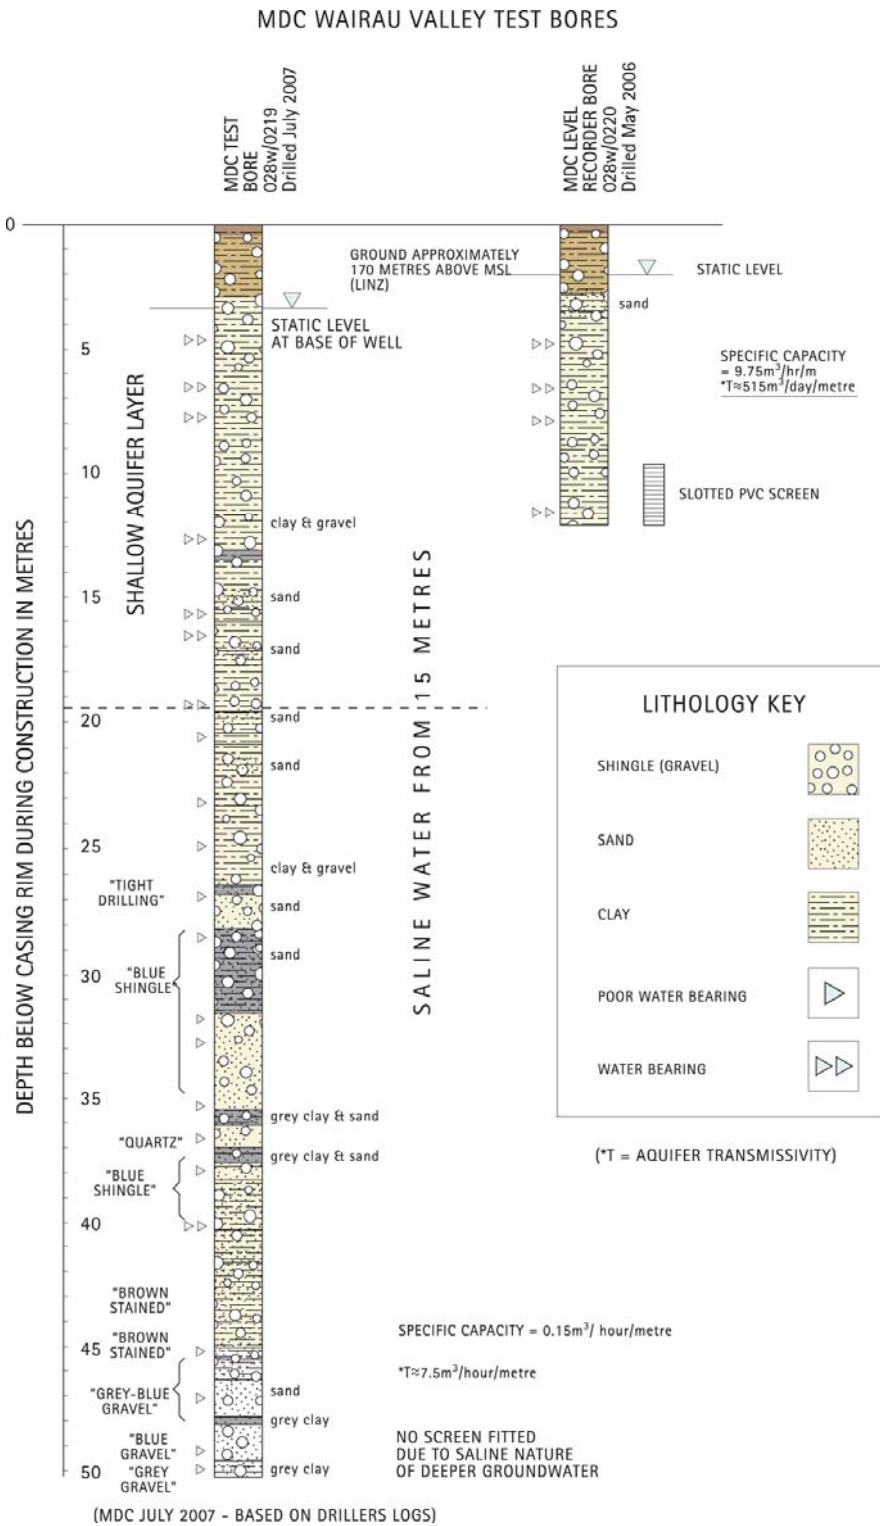 MDC WAIRAU VALLEY TEST BORES
MDC TEST
BORE
028w/0219
Drilled July 2007
MDC LEVEL
RECORDER BORE
028w/0220
Drilled May 2006
0
GROUND APPROXIMATELY
170 METRES ABOVE MSL
(LINZ)
STATIC LEVEL
sand
STATIC LEVEL
AT BASE OF WELL
5
SPECIFIC CAPACITY
= 9.75m³/hr/m
*T≈515m³/day/metre
SHALLOW AQUIFER LAYER
10
SLOTTED PVC SCREEN
clay & gravel
DEPTH BELOW CASING RIM DURING CONSTRUCTION IN METRES
SALINE WATER FROM 15 METRES
15
sand
sand
20
sand
sand
25
clay & gravel
"TIGHT
DRILLING"
sand
sand
30
"BLUE
SHINGLE"
35
grey clay & sand
"QUARTZ"
grey clay & sand
"BLUE
SHINGLE"
40
"BROWN
STAINED"
45
"BROWN
STAINED"
"GREY-BLUE
GRAVEL"
sand
grey clay
"BLUE
GRAVEL"
50
"GREY
GRAVEL"
grey clay
LITHOLOGY KEY
SHINGLE (GRAVEL)
SAND
CLAY
POOR WATER BEARING
WATER BEARING
(*T = AQUIFER TRANSMISSIVITY)
SPECIFIC CAPACITY = 0.15m³/ hour/metre
*T≈7.5m³/hour/metre
NO SCREEN FITTED
DUE TO SALINE NATURE
OF DEEPER GROUNDWATER
(MDC JULY 2007 - BASED ON DRILLERS LOGS)